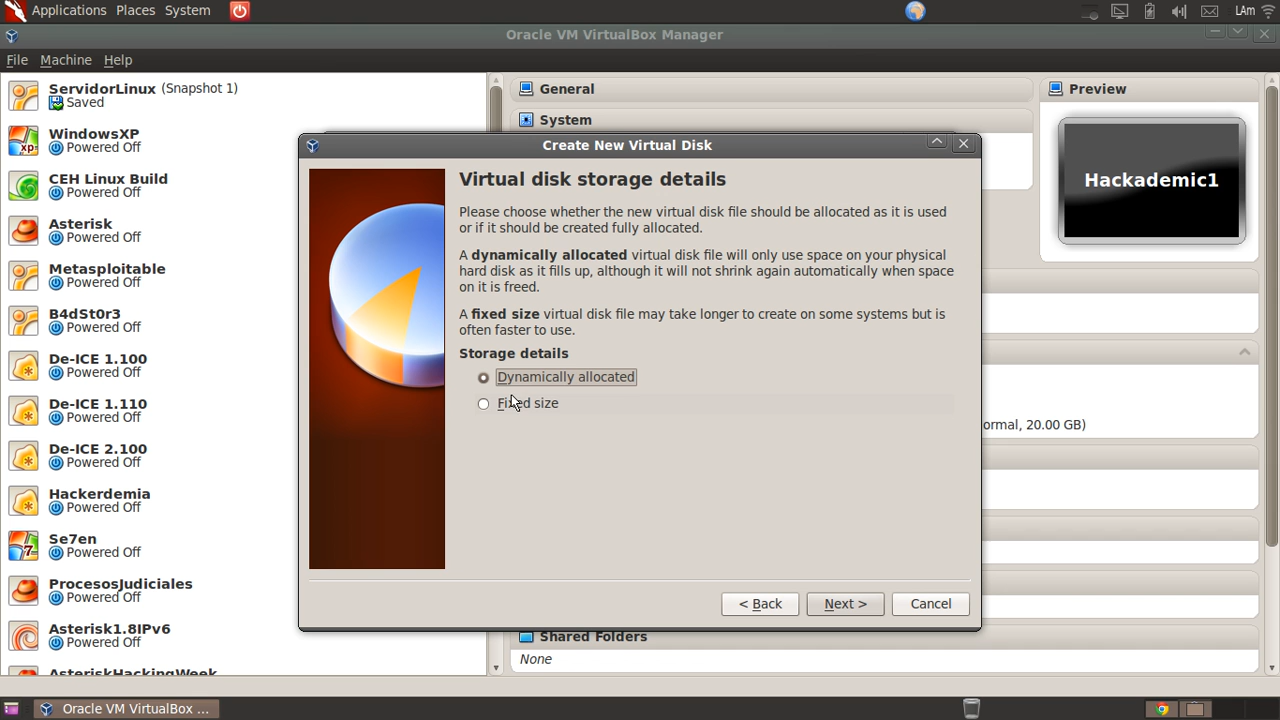 Applications Places System
LAm
Oracle VM VirtualBox Manager
File Machine Help
ServidorLinux (Snapshot 1)
Saved
WindowsXP
Powered Off
CEH Linux Build
Powered Off
Asterisk
Powered Off
Metasploitable
Powered Off
B4dSt0r3
Powered Off
De-ICE 1.100
Powered Off
De-ICE 1.110
Powered Off
De-ICE 2.100
Powered Off
Hackerdemia
Powered Off
Se7en
Powered Off
ProcesosJudiciales
Powered Off
Asterisk1.8IPv6
Powered Off
AsteriskHackingWeek
General
System
Preview
Hackademic1
Create New Virtual Disk
Virtual disk storage details
Please choose whether the new virtual disk file should be allocated as it is used
or if it should be created fully allocated.
A dynamically allocated virtual disk file will only use space on your physical
hard disk as it fills up, although it will not shrink again automatically when space
on it is freed.
A fixed size virtual disk file may take longer to create on some systems but is
often faster to use.
Storage details
Dynamically allocated
Fixed size
< Back Next > Cancel
ormal, 20.00 GB)
Shared Folders
None
Oracle VM VirtualBox ...